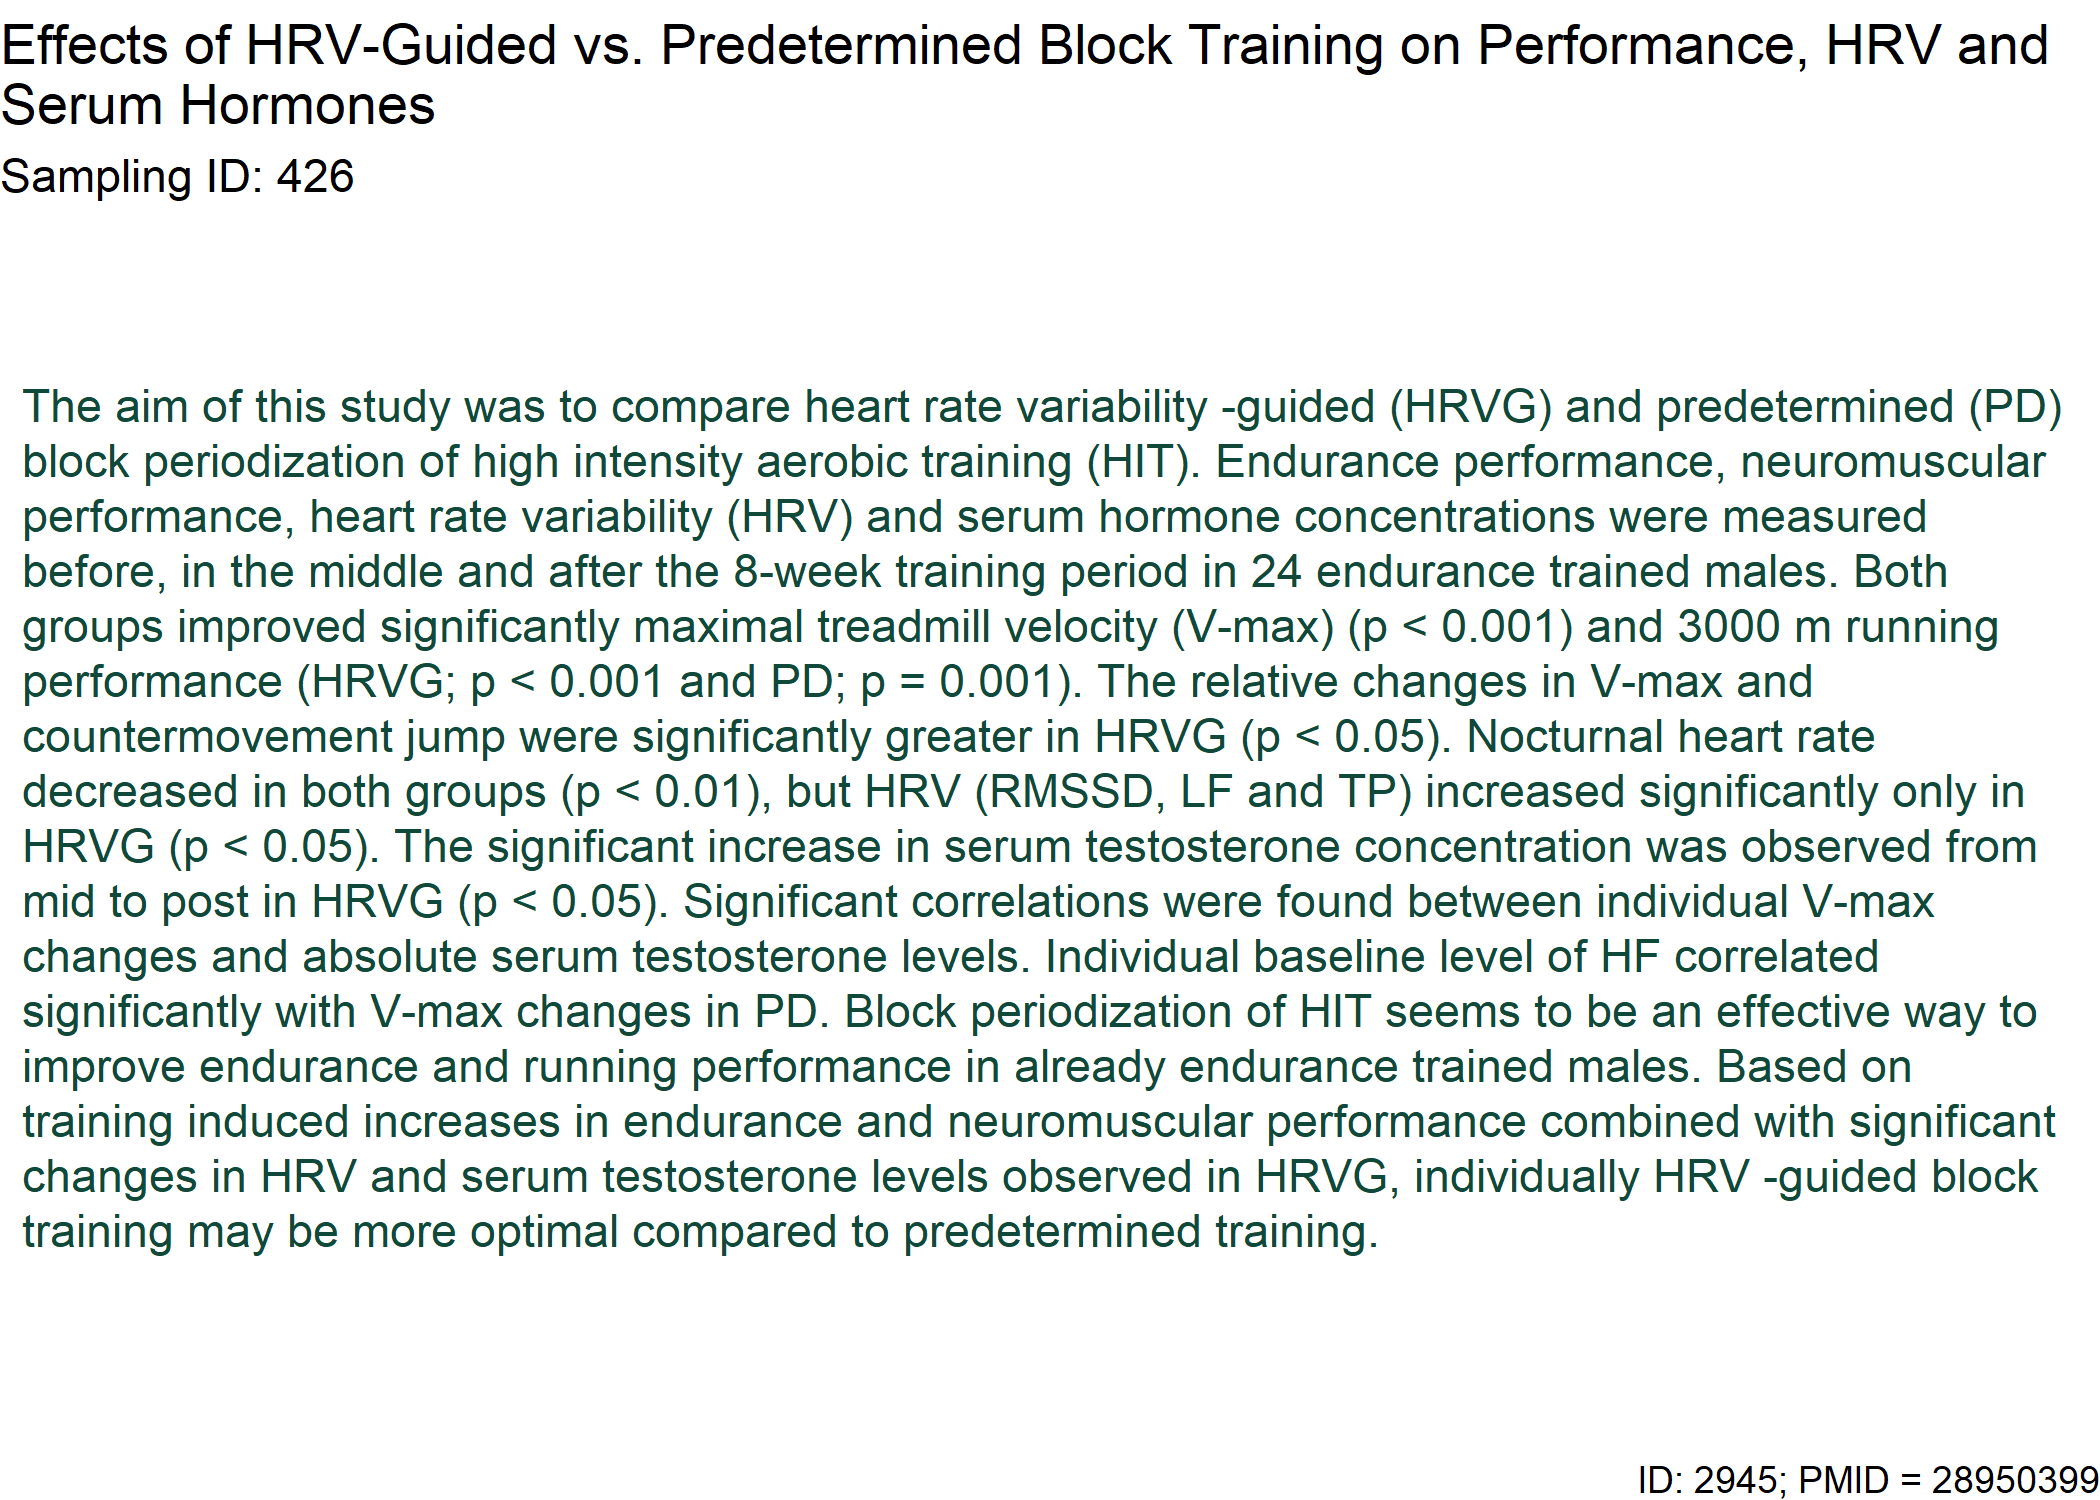 Effects of HRV-Guided vs. Predetermined Block Training on Performance, HRV and
Serum Hormones
Sampling ID: 426
The aim of this study was to compare heart rate variability -guided (HRVG) and predetermined (PD)
block periodization of high intensity aerobic training (HIT). Endurance performance, neuromuscular
performance, heart rate variability (HRV) and serum hormone concentrations were measured
before, in the middle and after the 8-week training period in 24 endurance trained males. Both
groups improved significantly maximal treadmill velocity (V-max) (p < 0.001) and 3000 m running
performance (HRVG; p < 0.001 and PD; p = 0.001). The relative changes in V-max and
countermovement jump were significantly greater in HRVG (p < 0.05). Nocturnal heart rate
decreased in both groups (p < 0.01), but HRV (RMSSD, LF and TP) increased significantly only in
HRVG (p < 0.05). The significant increase in serum testosterone concentration was observed from
mid to post in HRVG (p < 0.05). Significant correlations were found between individual V-max
changes and absolute serum testosterone levels. Individual baseline level of HF correlated
significantly with V-max changes in PD. Block periodization of HIT seems to be an effective way to
improve endurance and running performance in already endurance trained males. Based on
training induced increases in endurance and neuromuscular performance combined with significant
changes in HRV and serum testosterone levels observed in HRVG, individually HRV -guided block
training may be more optimal compared to predetermined training.
ID: 2945; PMID = 28950399